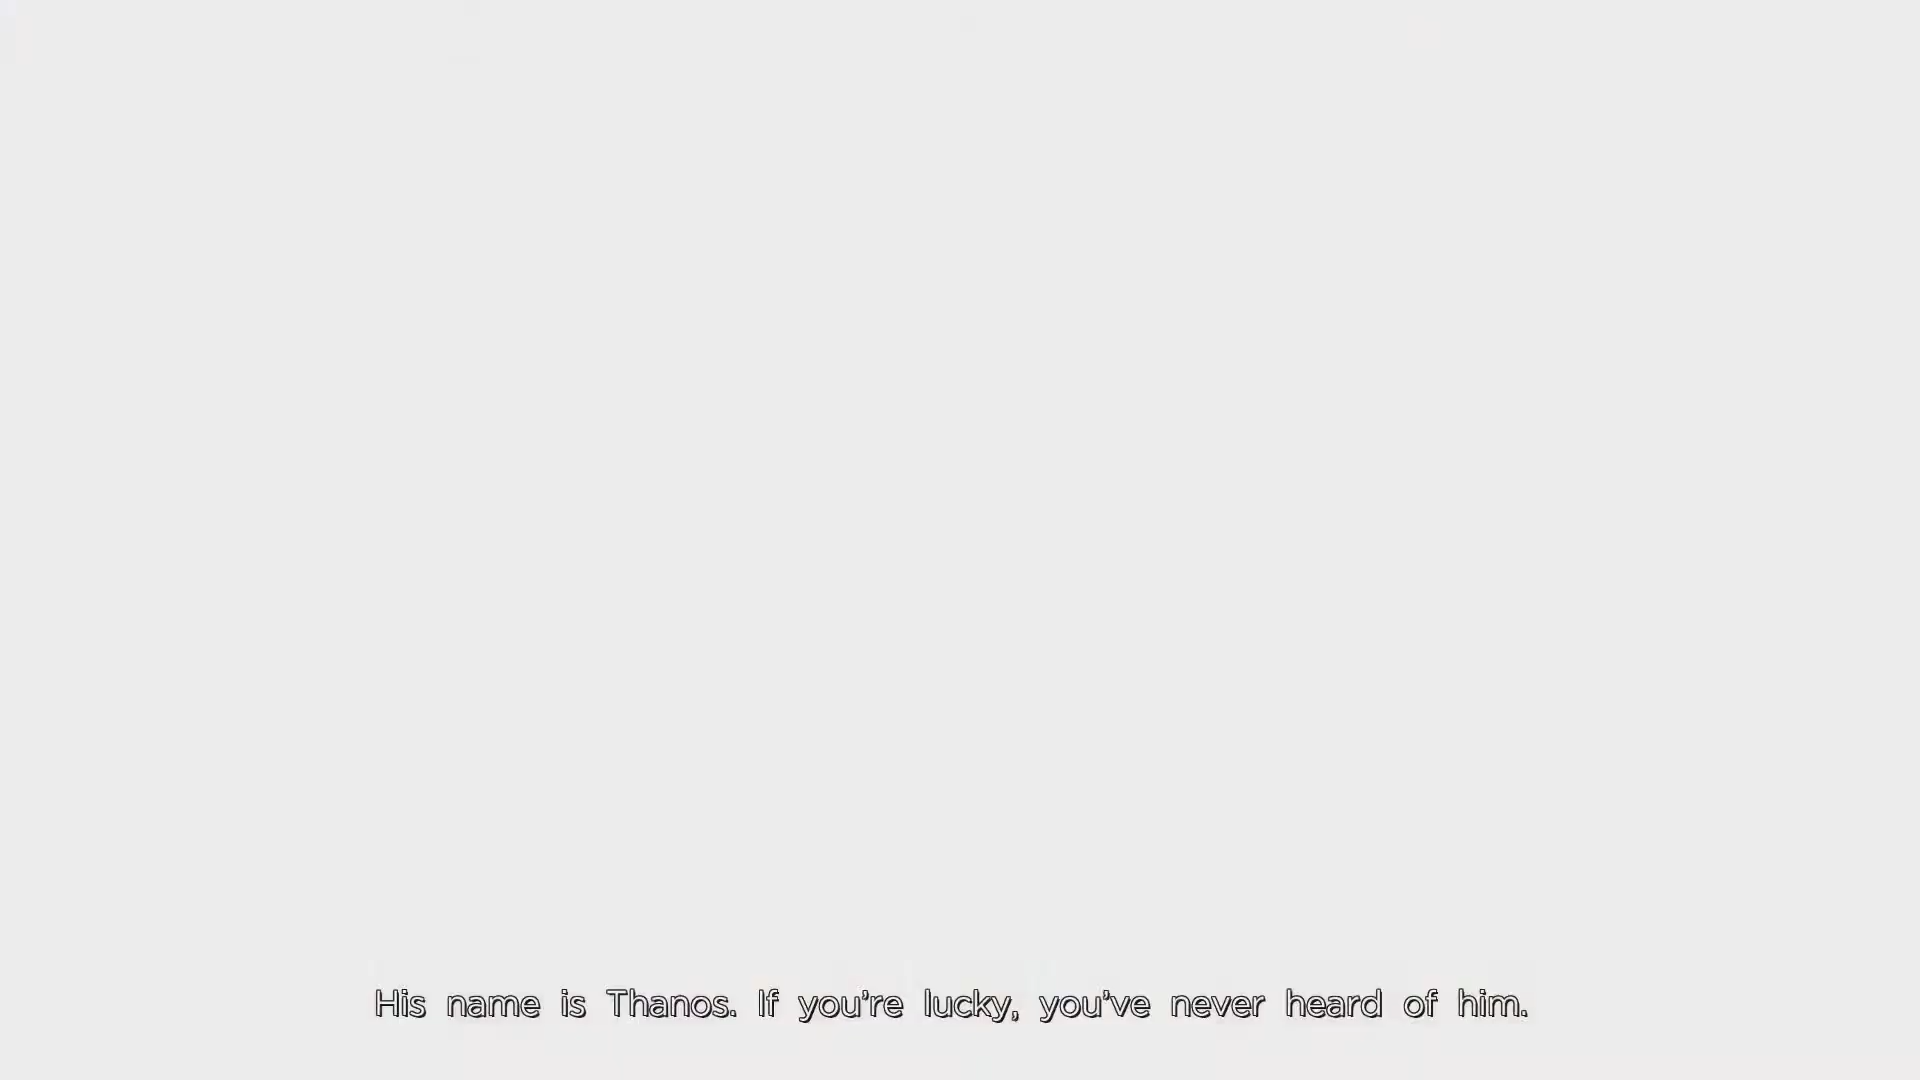 His name is Thanos. If you’re lucky, you’ve never heard of him.